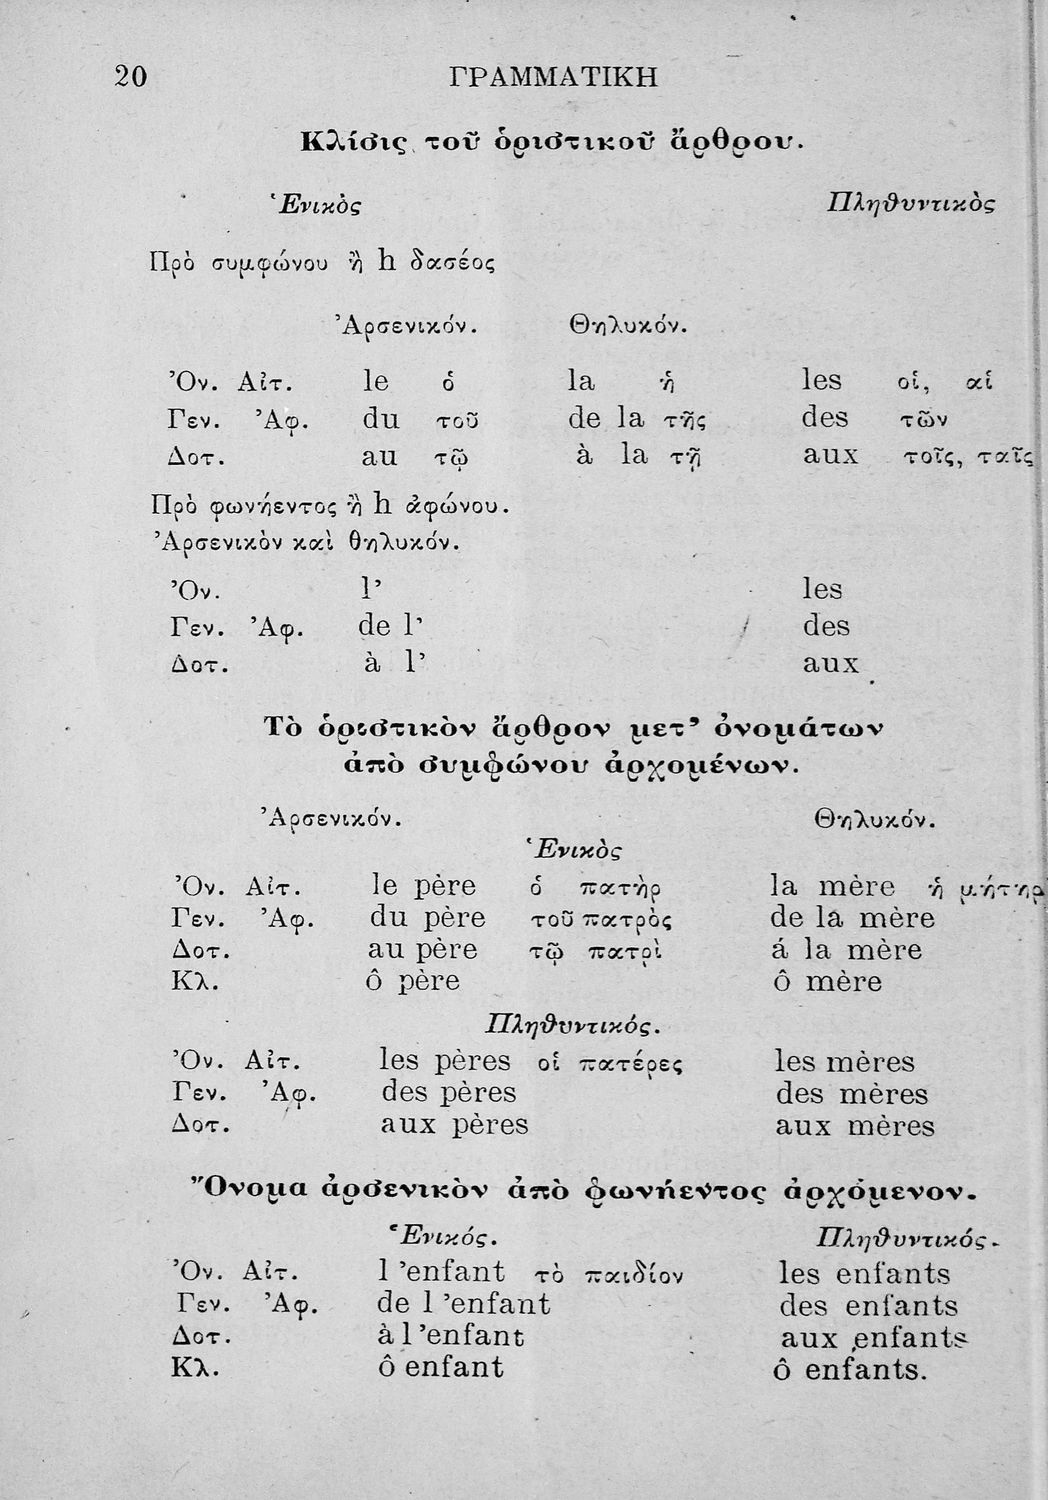 20 ΓΡΑΜΜΑΤΙΚΗ
Κλίσις τοῦ ὁριστικοῦ ἄρθρου.
Ἑνικὸς Πληθυντικὸς
Πρὸ συμφώνου ἢ h δασέος
Ἀρσενικόν. Θηλυκόν.
Ὀν. Αἰτ. le ὁ la ἡ les οἱ, αἱ
Γεν. Ἀφ. du τοῦ de la τῆς des τῶν
Δοτ. au τῷ à la τῇ aux τοῖς, ταῖς
Πρὸ φωνήεντος ἢ h ἀφώνου.
Ἀρσενικὸν καὶ θηλυκόν.
Ὀν. l’ les
Γεν. Ἀφ. de l’ des
Δοτ. à l’ aux
Τὸ ὁριστικὸν ἄρθρον μετ’ ὀνομάτων
ἀπὸ συμφώνου ἀρχομένων.
Ἀρσενικόν. Θηλυκόν.
Ἑνικὸς
Ὀν. Αἰτ. le père ὁ πατὴρ la mère ἡ μήτηρ
Γεν. Ἀφ. du père τοῦ πατρὸς de la mère
Δοτ. au père τῷ πατρὶ á la mère
Κλ. ô père ô mère
Πληθυντικός.
Ὀν. Αἰτ. les pères οἱ πατέρες les mères
Γεν. Ἀφ. des pères des mères
Δοτ. aux pères aux mères
Ὄνομα ἀρσενικὸν ἀπὸ φωνήεντος ἀρχόμενον.
Ἑνικός. Πληθυντικός.
Ὀν. Αἰτ. l ’enfant τὸ παιδίον les enfants
Γεν. Ἀφ. de l ’enfant des enfants
Δοτ. à l ’enfant aux enfants
Κλ. ô enfant ô enfants.